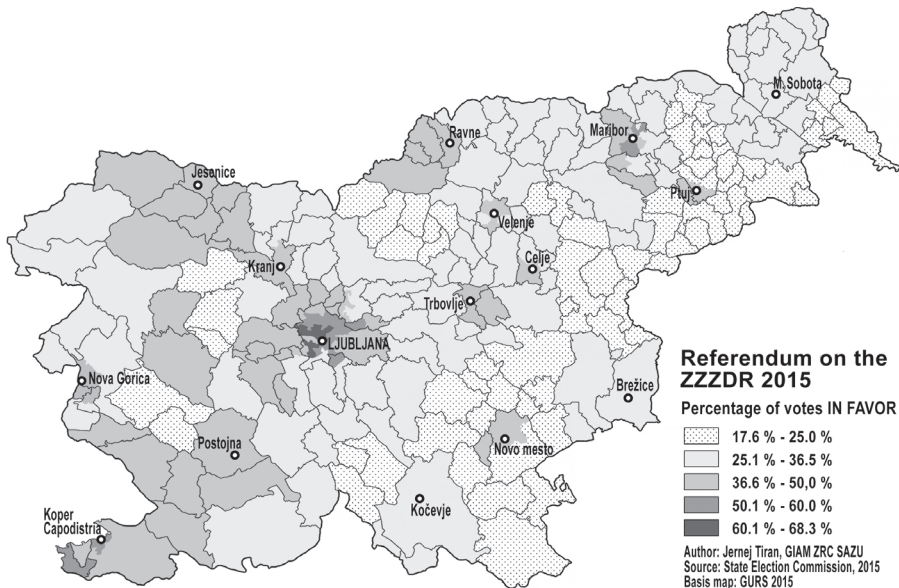 M. Sobota
Ravne
Maribor
Jesenice
Ptuj
Velenje
Kranj
Celje
Trbovlje
LJUBLJANA
Nova Gorica
Brežice
Postojna
Novo mesto
Kočevje
Koper
Capodistria
Referendum on the
ZZZDR 2015
Percentage of votes IN FAVOR
17.6 % - 25.0 %
25.1 % - 36.5 %
36.6 % - 50,0 %
50.1 % - 60.0 %
60.1 % - 68.3 %
Author: Jernej Tiran, GIAM ZRC SAZU
Source: State Election Commission, 2015
Basis map: GURS 2015